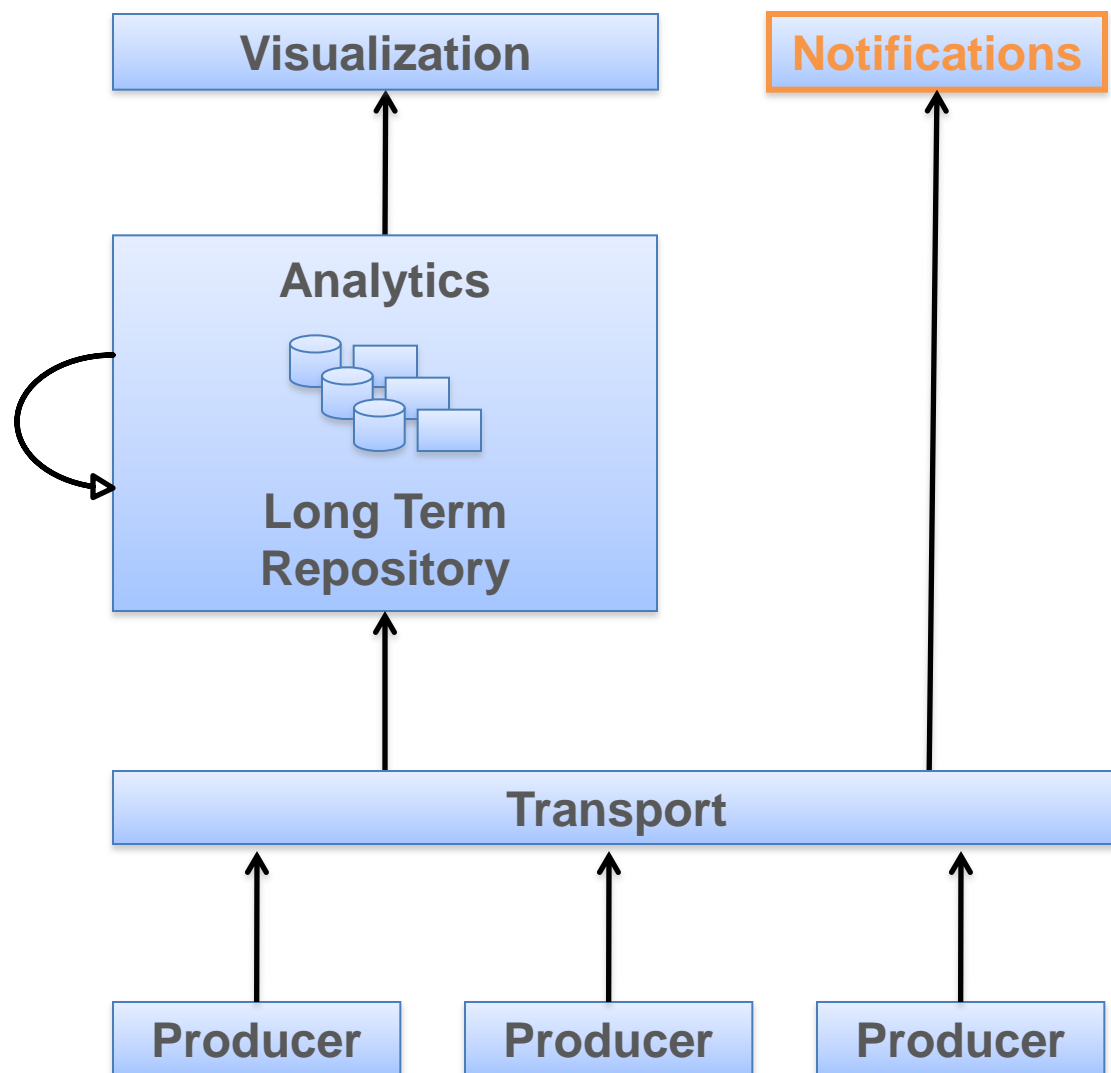 Visualization
Notifications
Analytics
Long Term
Repository
Transport
Producer
Producer
Producer